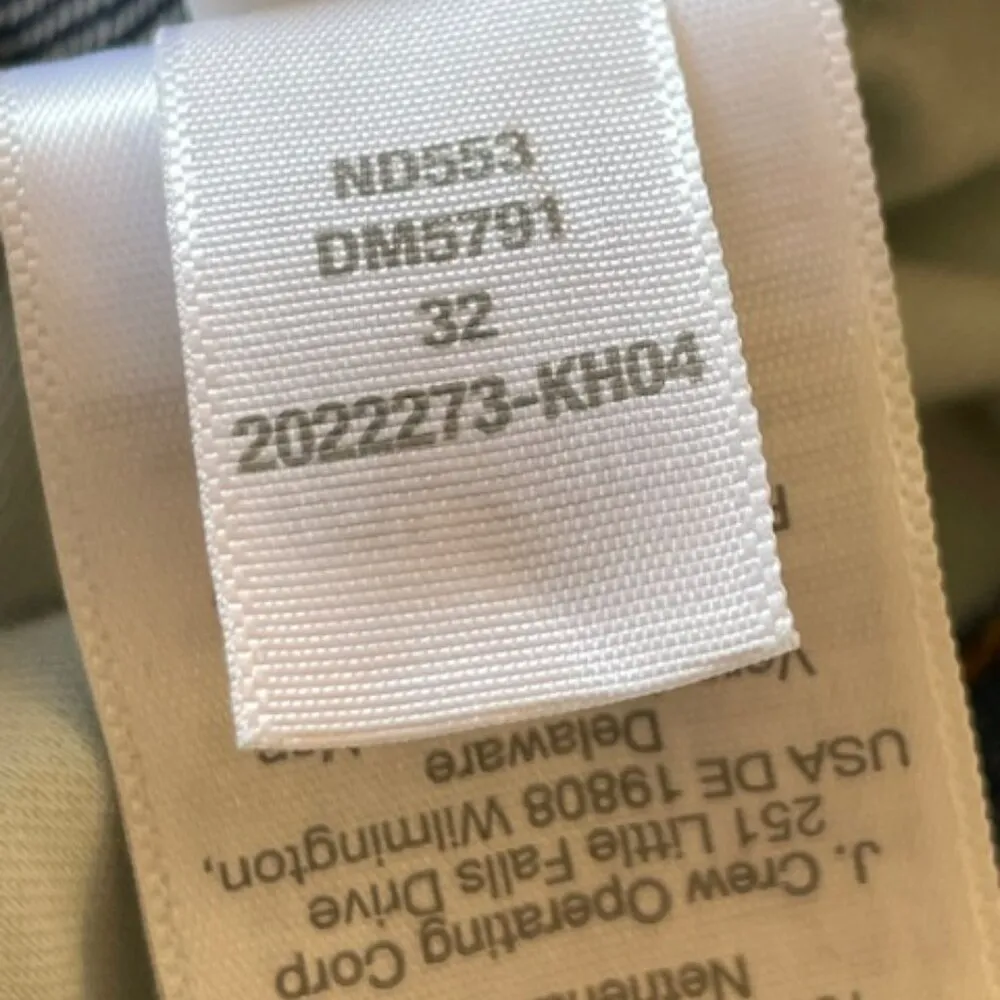 ND553
DM5791
32
2022273-KH04
J. Crew Operating Corp
251 Little Falls Drive
USA DE 19808 Wilmington,
Delaware